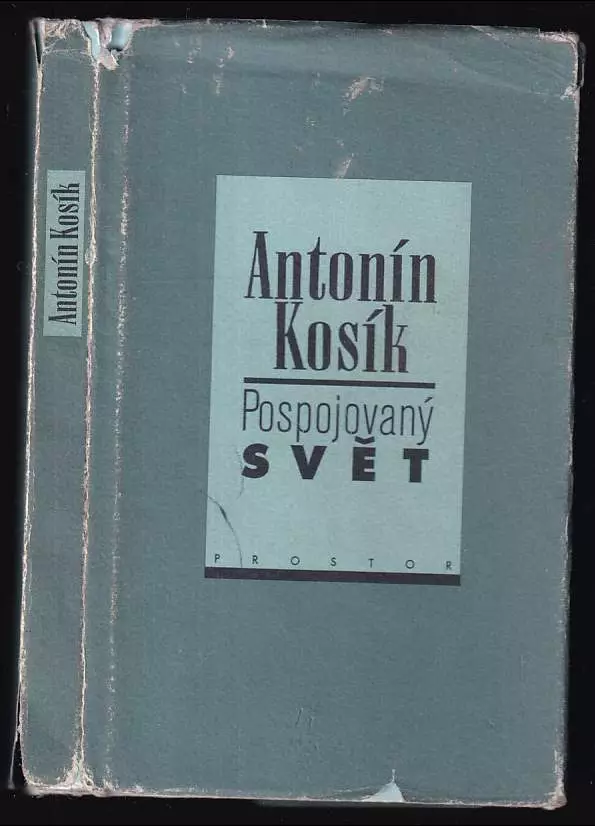 Antonín Kosík
Antonín
Kosík
Pospojovaný
SVĚT
PROSTOR